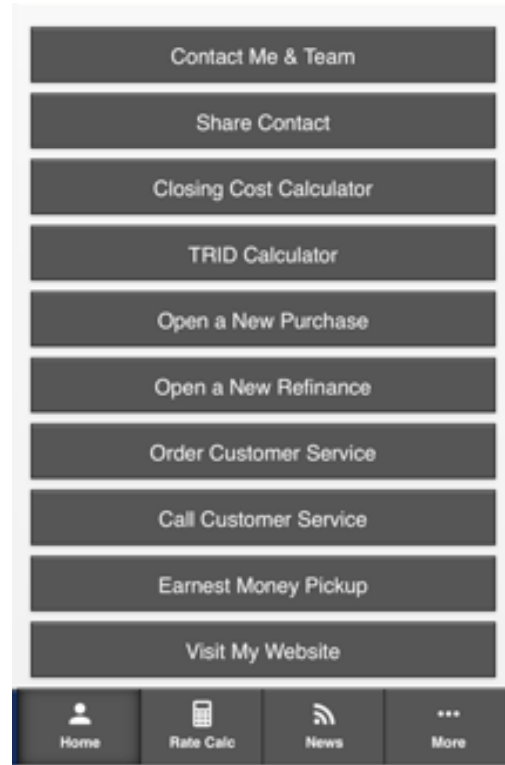 Contact Me & Team
Share Contact
Closing Cost Calculator
TRID Calculator
Open a New Purchase
Open a New Refinance
Order Customer Service
Call Customer Service
Earnest Money Pickup
Visit My Website
Home
Rate Calc
News
More